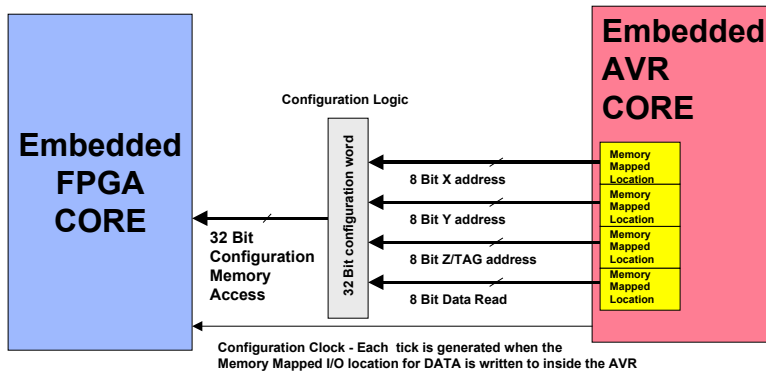 Embedded
FPGA
CORE
Configuration Logic
32 Bit configuration word
32 Bit
Configuration
Memory
Access
8 Bit X address
8 Bit Y address
8 Bit Z/TAG address
8 Bit Data Read
Embedded
AVR
CORE
Memory
Mapped
Location
Memory
Mapped
Location
Memory
Mapped
Location
Memory
Mapped
Location
Configuration Clock - Each tick is generated when the
Memory Mapped I/O location for DATA is written to inside the AVR